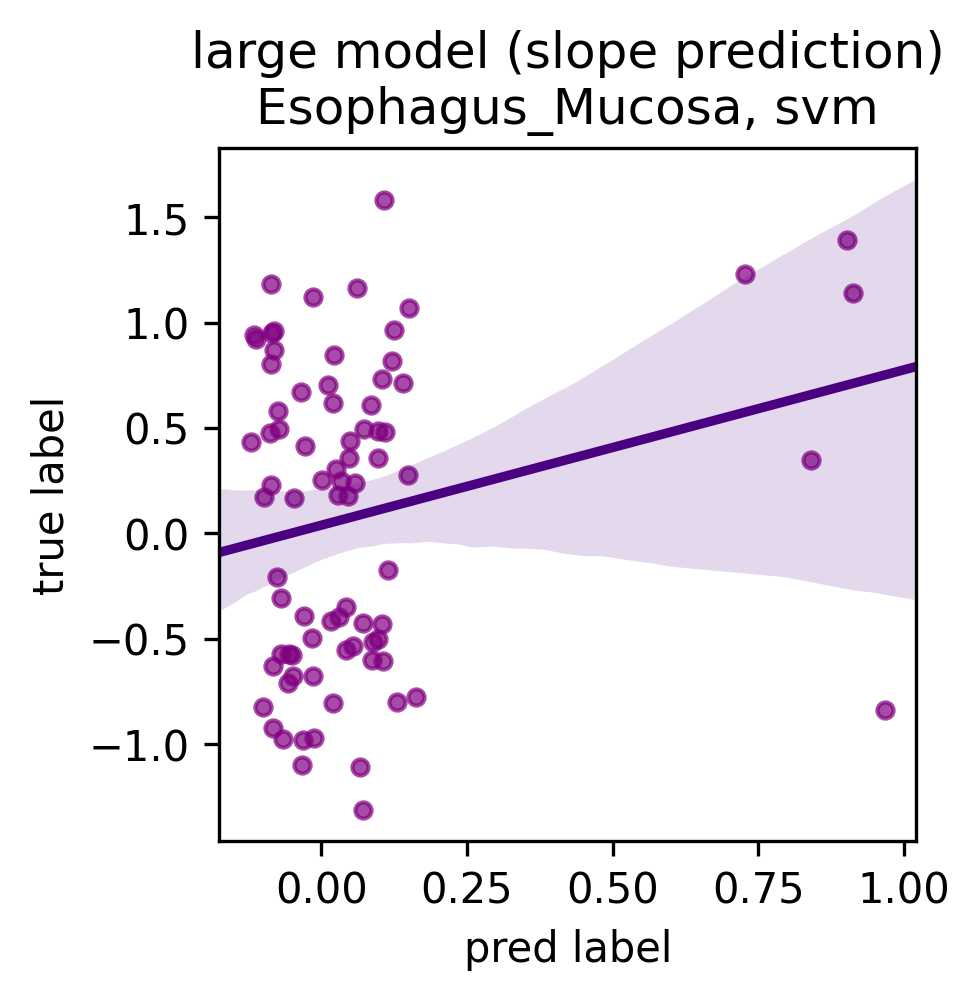 large model (slope prediction)
Esophagus_Mucosa, svm
1.5
1.0
0.5
0.0
−0.5
−1.0
true label
0.00 0.25 0.50 0.75 1.00
pred label